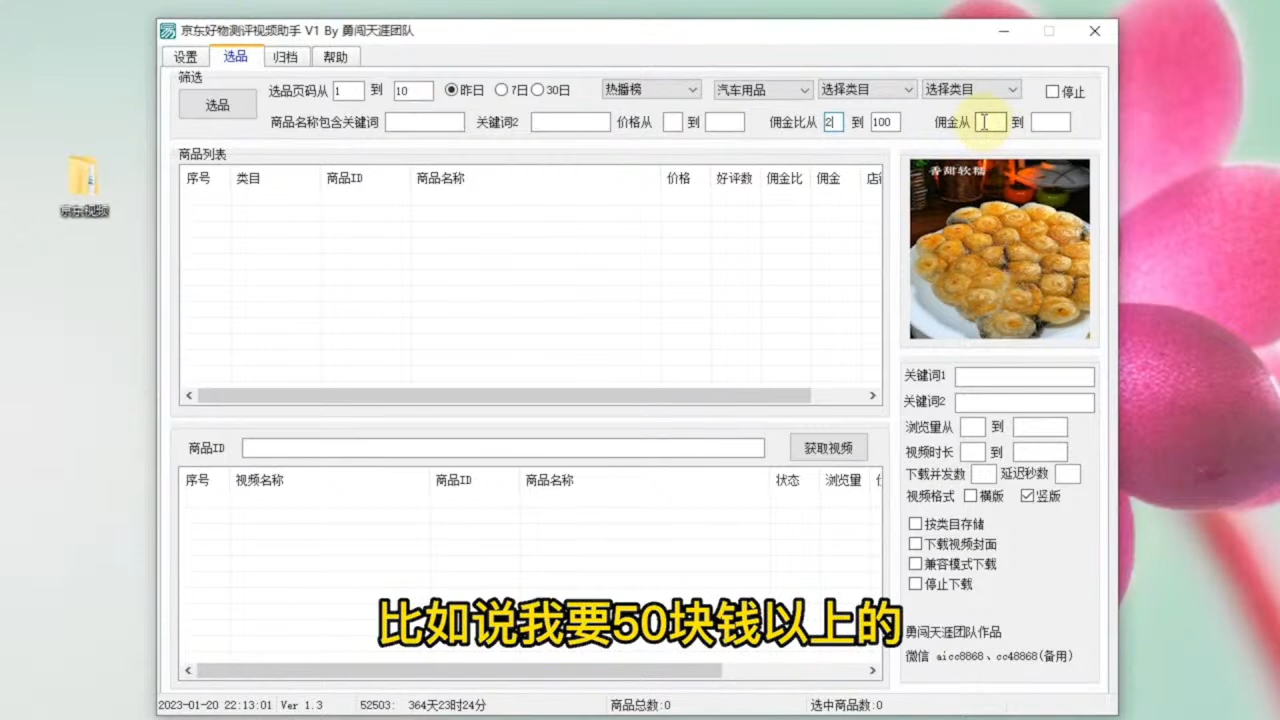 京东好物测评视频助手 V1 By 勇闯天涯团队
设置 选品 归档 帮助
筛选
选品 选品页码从 1 到 10 昨日 7日 30日 热播榜 汽车用品 选择类目 选择类目 停止
商品名称包含关键词 关键词2 价格从 到 佣金比从 2 到 100 佣金从 到
京东视频
商品列表
序号 类目 商品ID 商品名称 价格 好评数 佣金比 佣金
香甜软糯
关键词1
关键词2
浏览量从 到
视频时长 到
下载并发数 延迟秒数
视频格式 横版 竖版
按类目存储
下载视频封面
兼容模式下载
停止下载
商品ID 获取视频
序号 视频名称 商品ID 商品名称 状态 浏览量
比如说我要50块钱以上的
勇闯天涯团队作品
微信 aicc8868、cc48868(备用)
2023-01-20 22:13:01 Ver 1.3 52503: 364天23时24分 商品总数:0 选中商品数:0